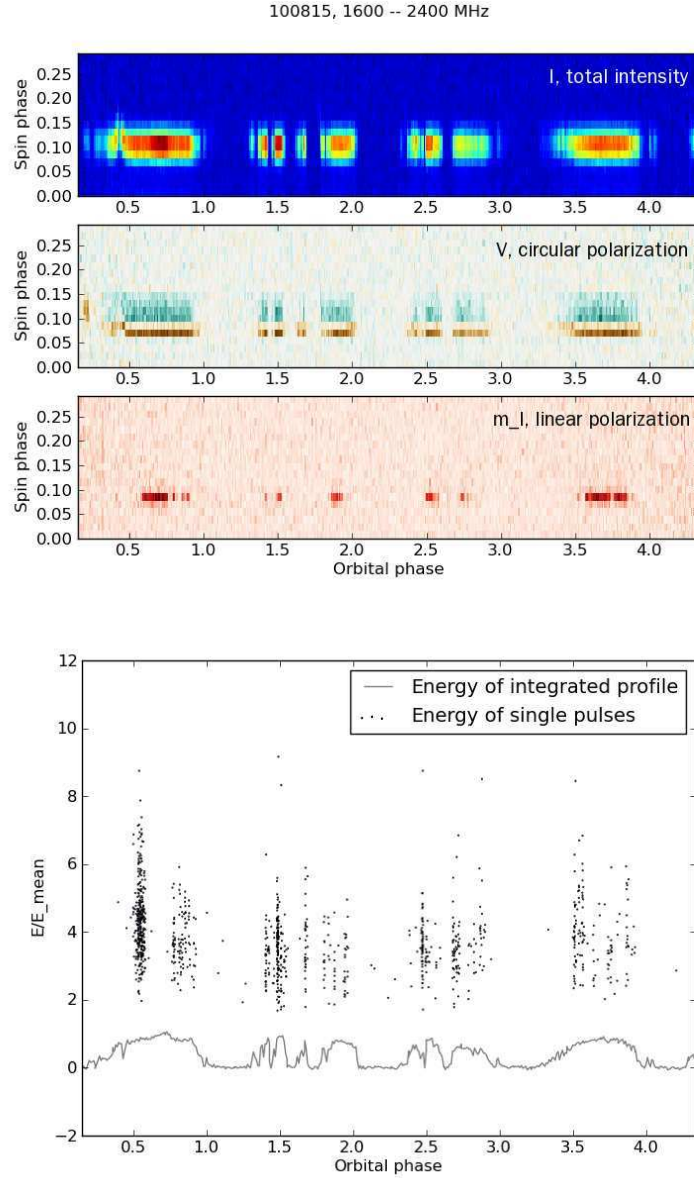 100815, 1600 -- 2400 MHz
I, total intensity
Spin phase
0.25
0.20
0.15
0.10
0.05
0.00
0.5 1.0 1.5 2.0 2.5 3.0 3.5 4.0
V, circular polarization
Spin phase
0.25
0.20
0.15
0.10
0.05
0.00
0.5 1.0 1.5 2.0 2.5 3.0 3.5 4.0
m_l, linear polarization
Spin phase
0.25
0.20
0.15
0.10
0.05
0.00
0.5 1.0 1.5 2.0 2.5 3.0 3.5 4.0
Orbital phase
Energy of integrated profile
Energy of single pulses
E/E_mean
12
10
8
6
4
2
0
−2
0.5 1.0 1.5 2.0 2.5 3.0 3.5 4.0
Orbital phase